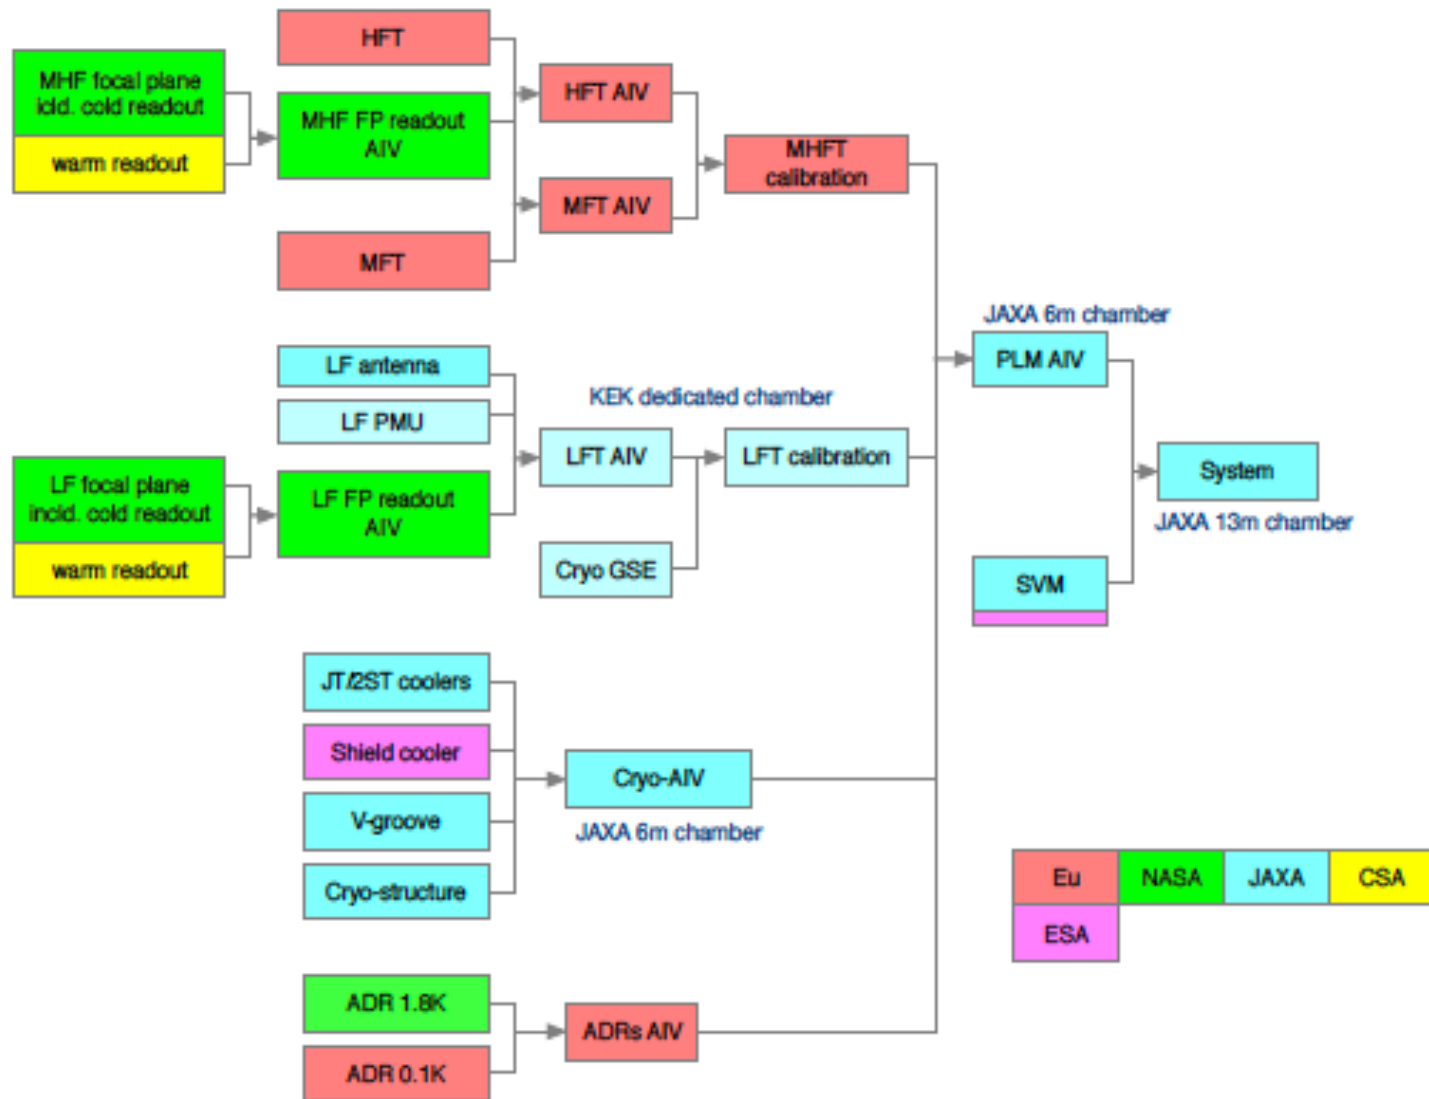 HFT
MHF focal plane
icld. cold readout
warm readout
MHF FP readout
AIV
MFT
HFT AIV
MFT AIV
MHFT
calibration
LF antenna
LF PMU
LF focal plane
incld. cold readout
warm readout
LF FP readout
AIV
KEK dedicated chamber
LFT AIV
LFT calibration
Cryo GSE
JAXA 6m chamber
PLM AIV
System
JAXA 13m chamber
SVM
JT/2ST coolers
Shield cooler
V-groove
Cryo-structure
Cryo-AIV
JAXA 6m chamber
ADR 1.8K
ADR 0.1K
ADRs AIV
Eu NASA JAXA CSA
ESA